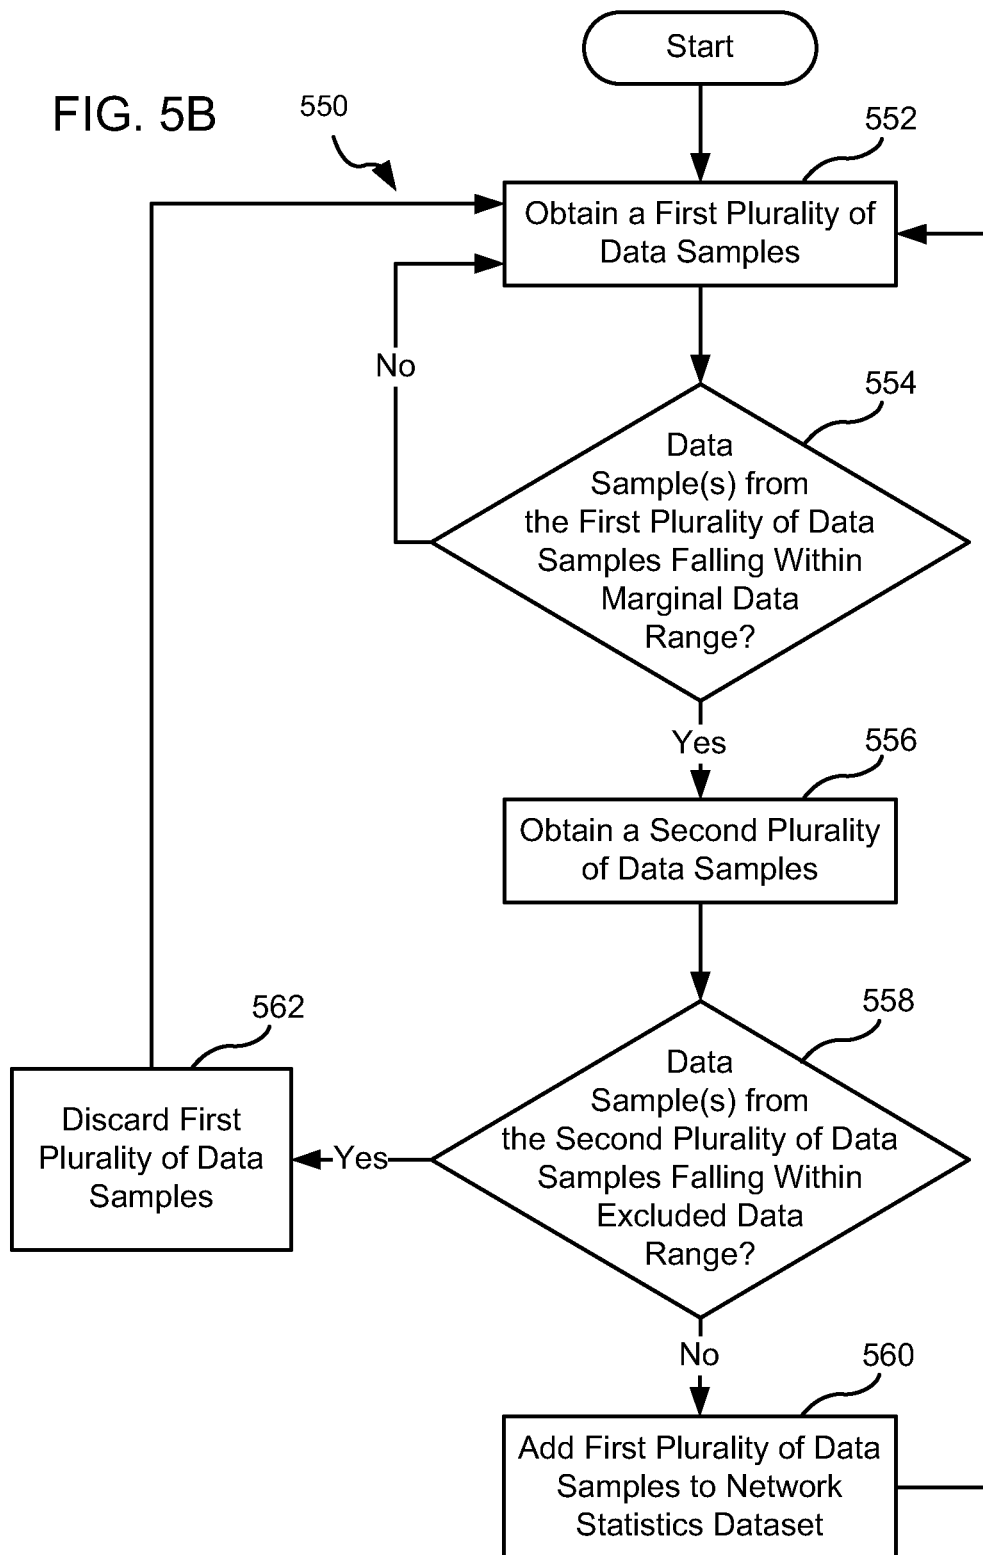 Start
FIG. 5B
550
552
Obtain a First Plurality of
Data Samples
No
554
Data
Sample(s) from
the First Plurality of Data
Samples Falling Within
Marginal Data
Range?
Yes
556
Obtain a Second Plurality
of Data Samples
558
Data
Sample(s) from
the Second Plurality of Data
Samples Falling Within
Excluded Data
Range?
Yes
562
Discard First
Plurality of Data
Samples
No
560
Add First Plurality of Data
Samples to Network
Statistics Dataset